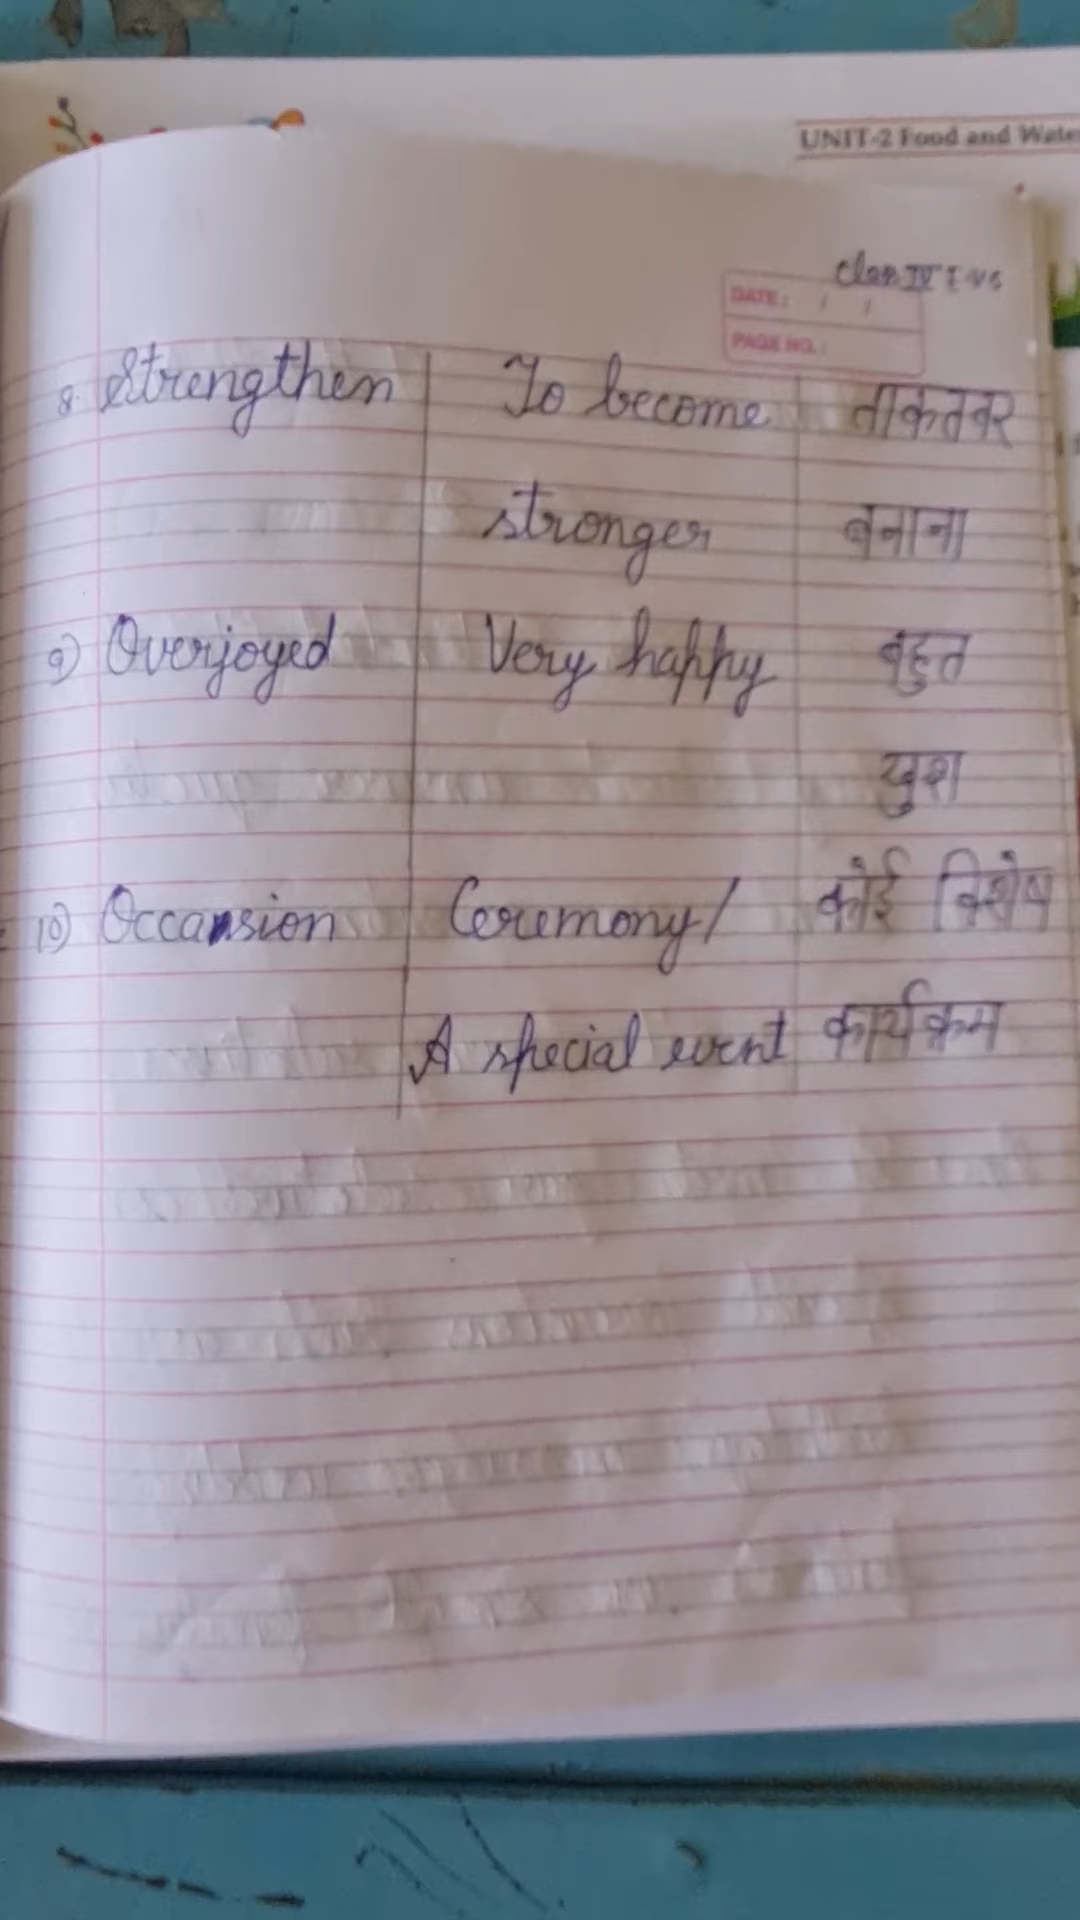 UNIT-2 Food and Wate
Class IV EVS
DATE: / /
PAGE NO.:
8. Strengthen To become ताकतवर
stronger बनाना
9) Overjoyed Very happy बहुत
खुश
10) Occasion Ceremony/ कोई विशेष
A special event कार्यक्रम